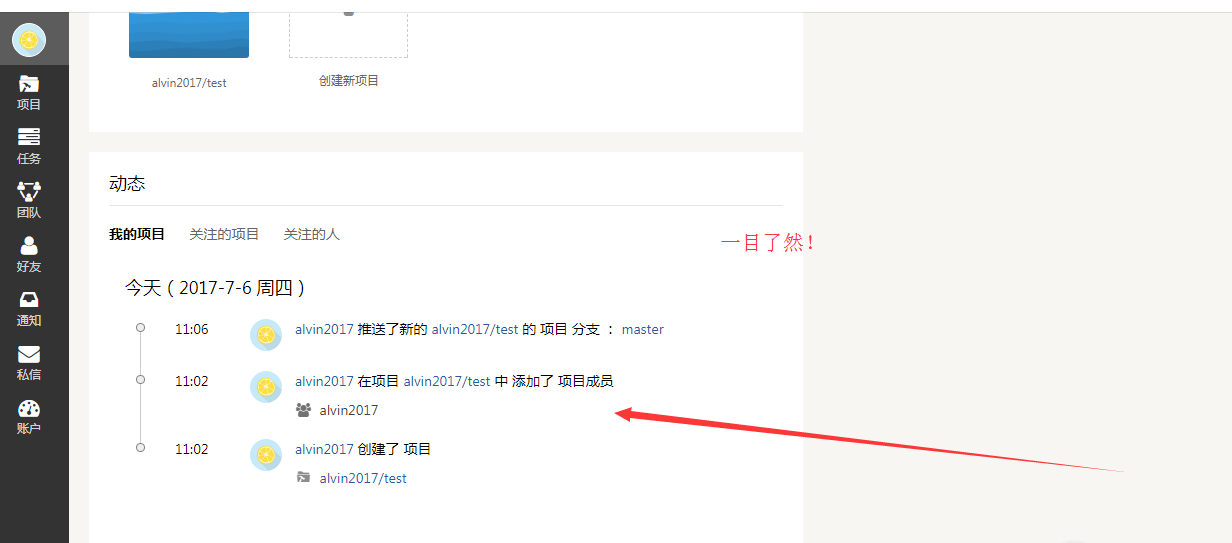 项目
任务
团队
好友
通知
私信
账户
alvin2017/test
创建新项目
动态
我的项目 关注的项目 关注的人
一目了然！
今天 ( 2017-7-6 周四 )
11:06 alvin2017 推送了新的 alvin2017/test 的 项目 分支 ： master
11:02 alvin2017 在项目 alvin2017/test 中 添加了 项目成员
alvin2017
11:02 alvin2017 创建了 项目
alvin2017/test